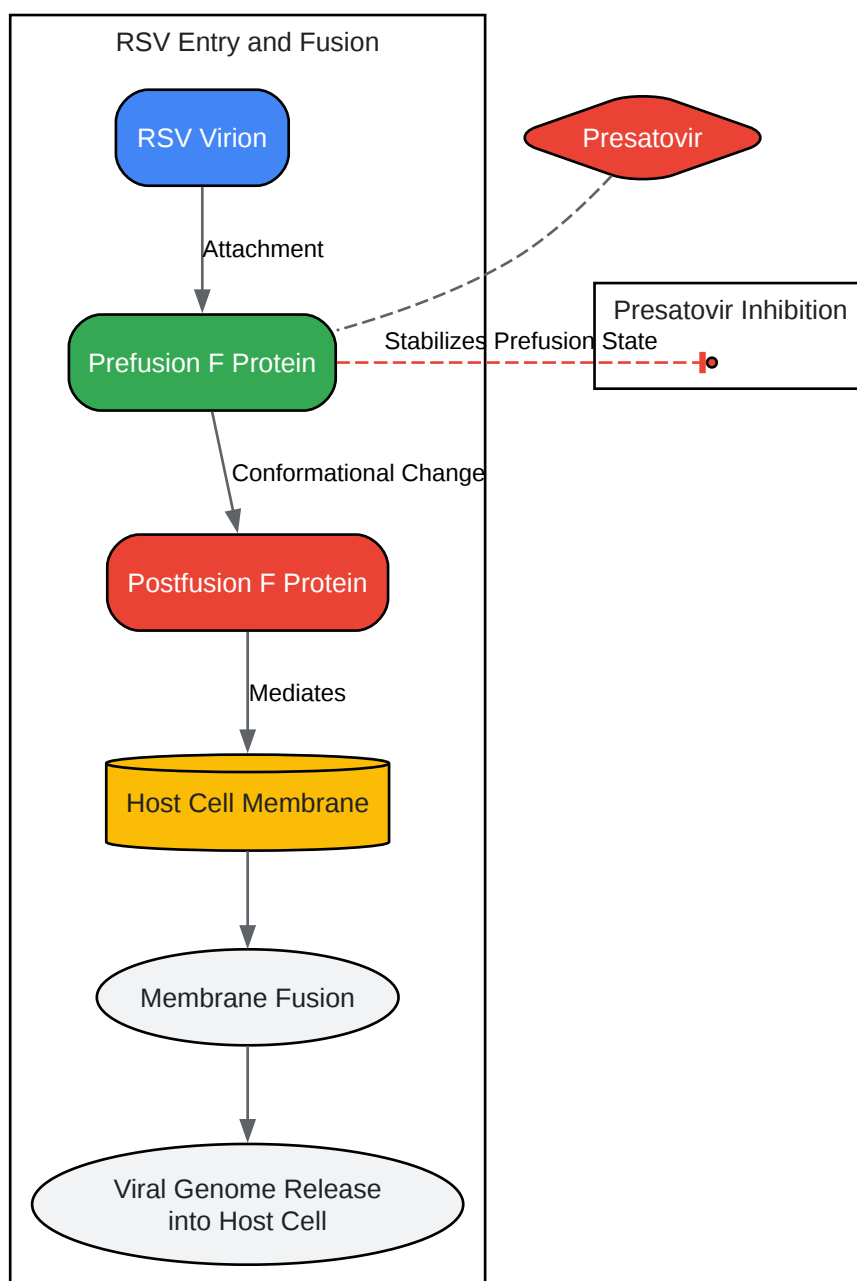 RSV Entry and Fusion
RSV Virion
Presatovir
Attachment
Presatovir Inhibition
Stabilizes Prefusion State
Prefusion F Protein
Conformational Change
Postfusion F Protein
Mediates
Host Cell Membrane
Membrane Fusion
Viral Genome Release
into Host Cell